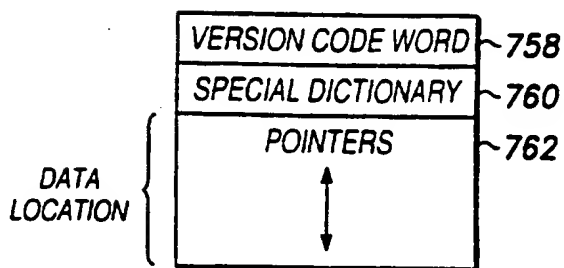 VERSION CODE WORD 758
SPECIAL DICTIONARY 760
POINTERS 762
DATA
LOCATION